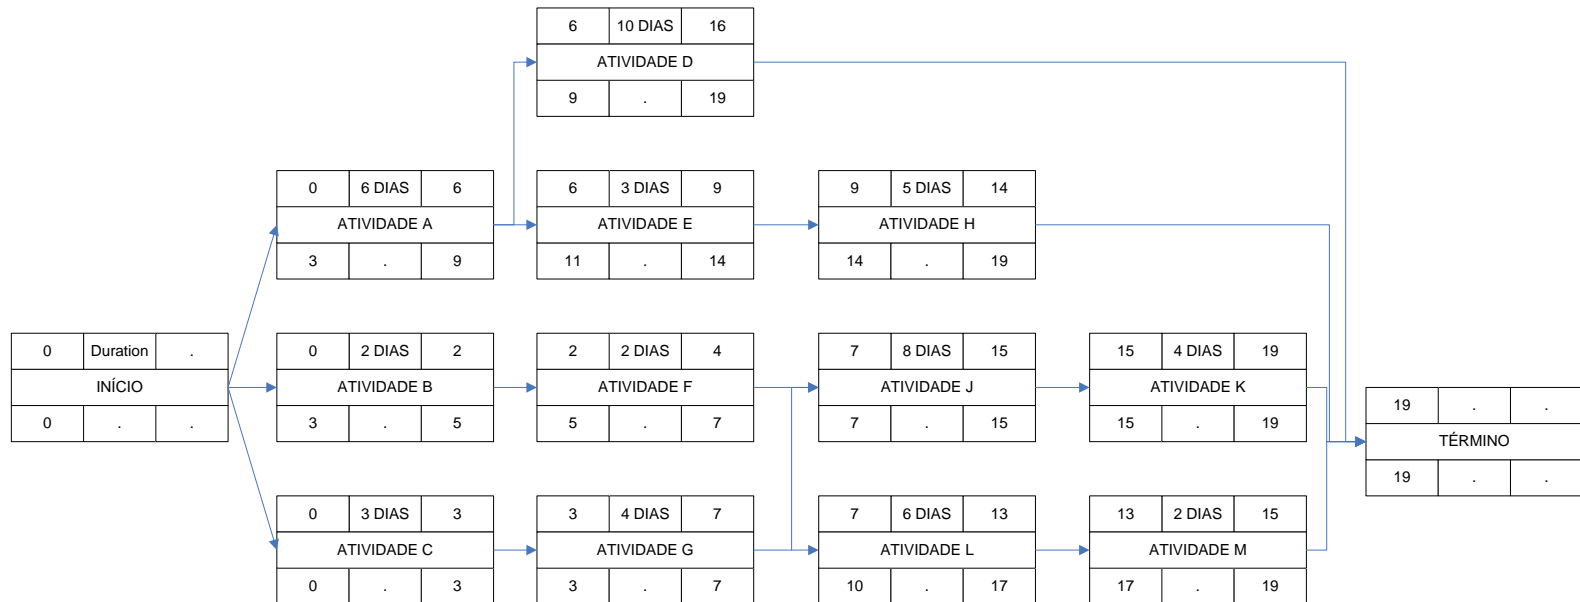 6 10 DIAS 16
ATIVIDADE D
9 . 19
0 6 DIAS 6
ATIVIDADE A
3 . 9
6 3 DIAS 9
ATIVIDADE E
11 . 14
9 5 DIAS 14
ATIVIDADE H
14 . 19
0 Duration .
INÍCIO
0 . .
0 2 DIAS 2
ATIVIDADE B
3 . 5
2 2 DIAS 4
ATIVIDADE F
5 . 7
7 8 DIAS 15
ATIVIDADE J
7 . 15
15 4 DIAS 19
ATIVIDADE K
15 . 19
19 . .
TÉRMINO
19 . .
0 3 DIAS 3
ATIVIDADE C
0 . 3
3 4 DIAS 7
ATIVIDADE G
3 . 7
7 6 DIAS 13
ATIVIDADE L
10 . 17
13 2 DIAS 15
ATIVIDADE M
17 . 19